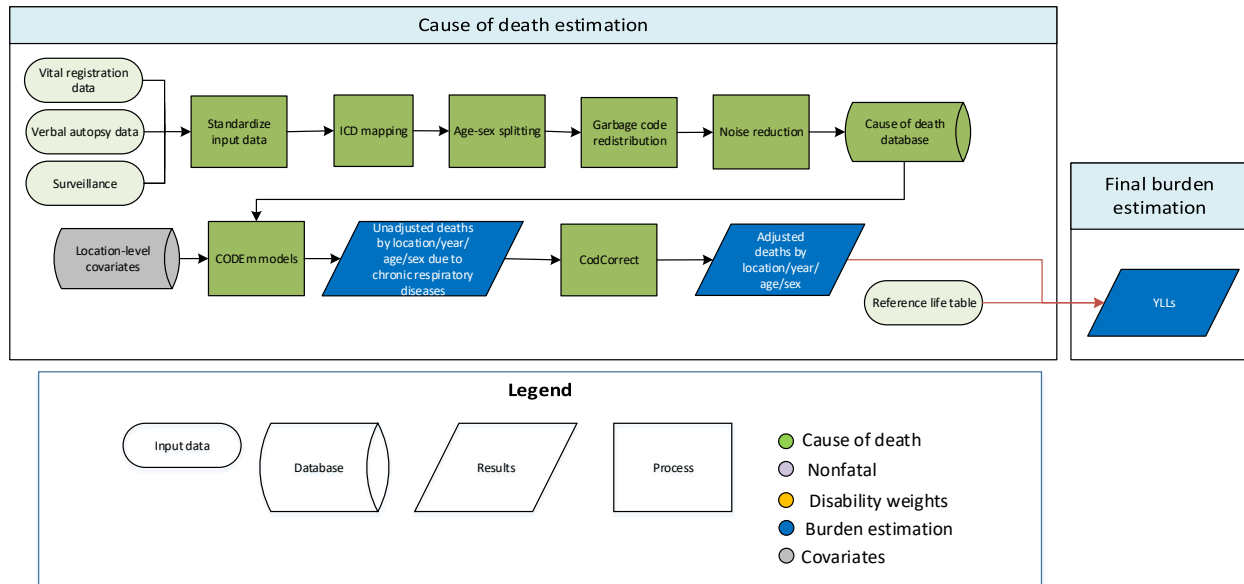 Cause of death estimation
Vital registration
data
Verbal autopsy data
Surveillance
Standardize
input data
ICD mapping
Age-sex splitting
Garbage code
redistribution
Noise reduction
Cause of death
database
Location-level
covariates
CODEm models
Unadjusted deaths
by location/year/
age/sex due to
chronic respiratory
diseases
CodCorrect
Adjusted
deaths by
location/year/
age/sex
Reference life table
Final burden
estimation
YLLs
Legend
Input data
Database
Results
Process
Cause of death
Nonfatal
Disability weights
Burden estimation
Covariates